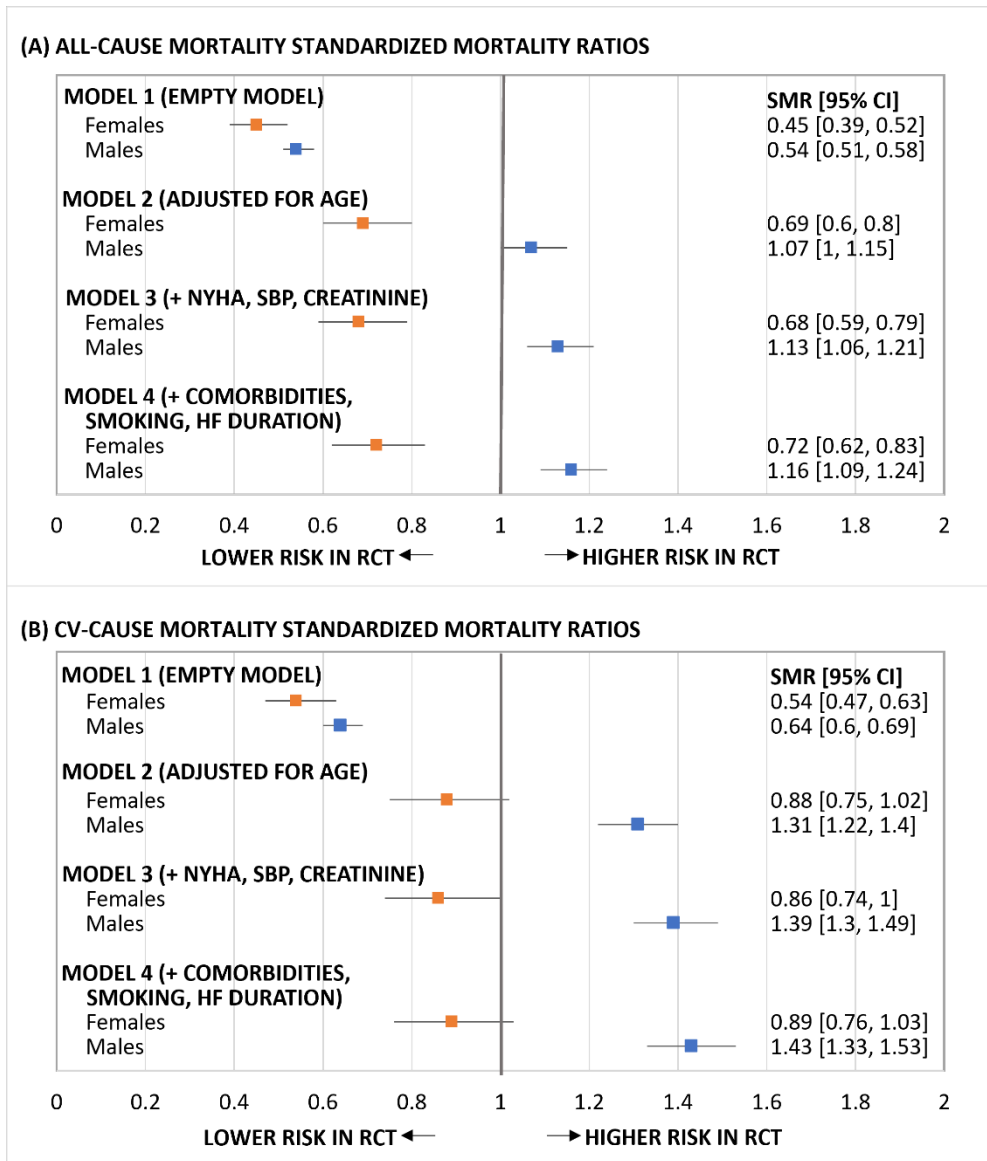 (A) ALL-CAUSE MORTALITY STANDARDIZED MORTALITY RATIOS
MODEL 1 (EMPTY MODEL) SMR [95% CI]
Females 0.45 [0.39, 0.52]
Males 0.54 [0.51, 0.58]
MODEL 2 (ADJUSTED FOR AGE)
Females 0.69 [0.6, 0.8]
Males 1.07 [1, 1.15]
MODEL 3 (+ NYHA, SBP, CREATININE)
Females 0.68 [0.59, 0.79]
Males 1.13 [1.06, 1.21]
MODEL 4 (+ COMORBIDITIES,
SMOKING, HF DURATION)
Females 0.72 [0.62, 0.83]
Males 1.16 [1.09, 1.24]
0 0.2 0.4 0.6 0.8 1 1.2 1.4 1.6 1.8 2
LOWER RISK IN RCT HIGHER RISK IN RCT
(B) CV-CAUSE MORTALITY STANDARDIZED MORTALITY RATIOS
MODEL 1 (EMPTY MODEL) SMR [95% CI]
Females 0.54 [0.47, 0.63]
Males 0.64 [0.6, 0.69]
MODEL 2 (ADJUSTED FOR AGE)
Females 0.88 [0.75, 1.02]
Males 1.31 [1.22, 1.4]
MODEL 3 (+ NYHA, SBP, CREATININE)
Females 0.86 [0.74, 1]
Males 1.39 [1.3, 1.49]
MODEL 4 (+ COMORBIDITIES,
SMOKING, HF DURATION)
Females 0.89 [0.76, 1.03]
Males 1.43 [1.33, 1.53]
0 0.2 0.4 0.6 0.8 1 1.2 1.4 1.6 1.8 2
LOWER RISK IN RCT HIGHER RISK IN RCT